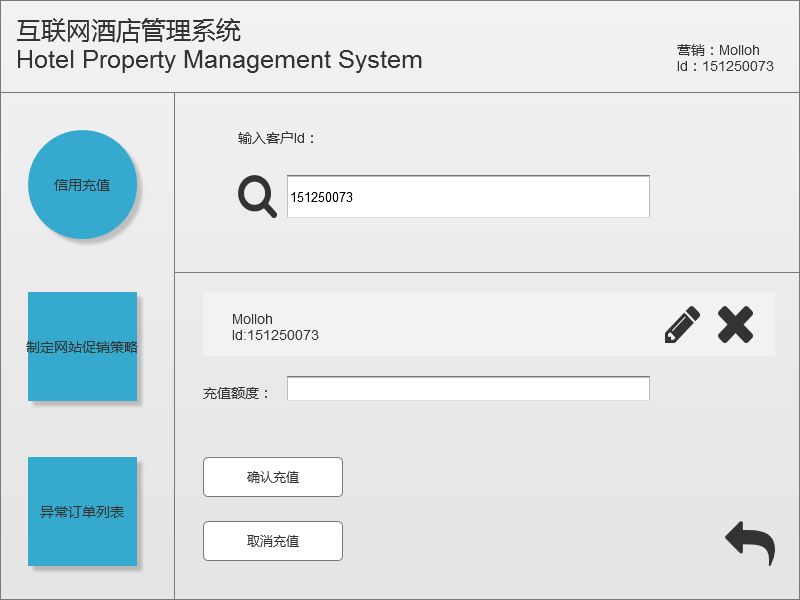 互联网酒店管理系统
Hotel Property Management System
营销：Molloh
Id：151250073
信用充值
制定网站促销策略
异常订单列表
输入客户Id：
151250073
Molloh
Id:151250073
充值额度：
确认充值
取消充值